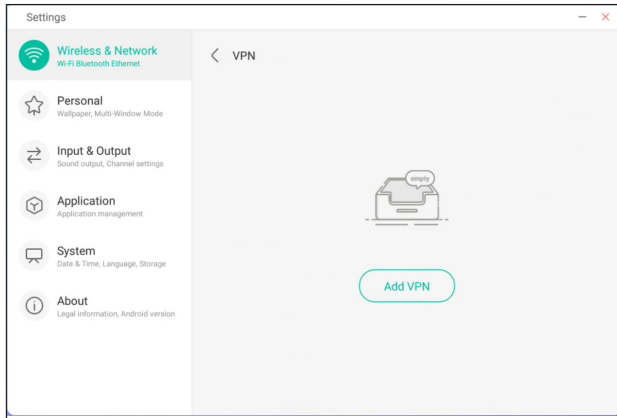 Settings
Wireless & Network
Wi-Fi Bluetooth Ethernet
Personal
Wallpaper, Multi-Window Mode
Input & Output
Sound output, Channel settings
Application
Application management
System
Date & Time, Language, Storage
About
Legal information, Android version
VPN
empty
Add VPN